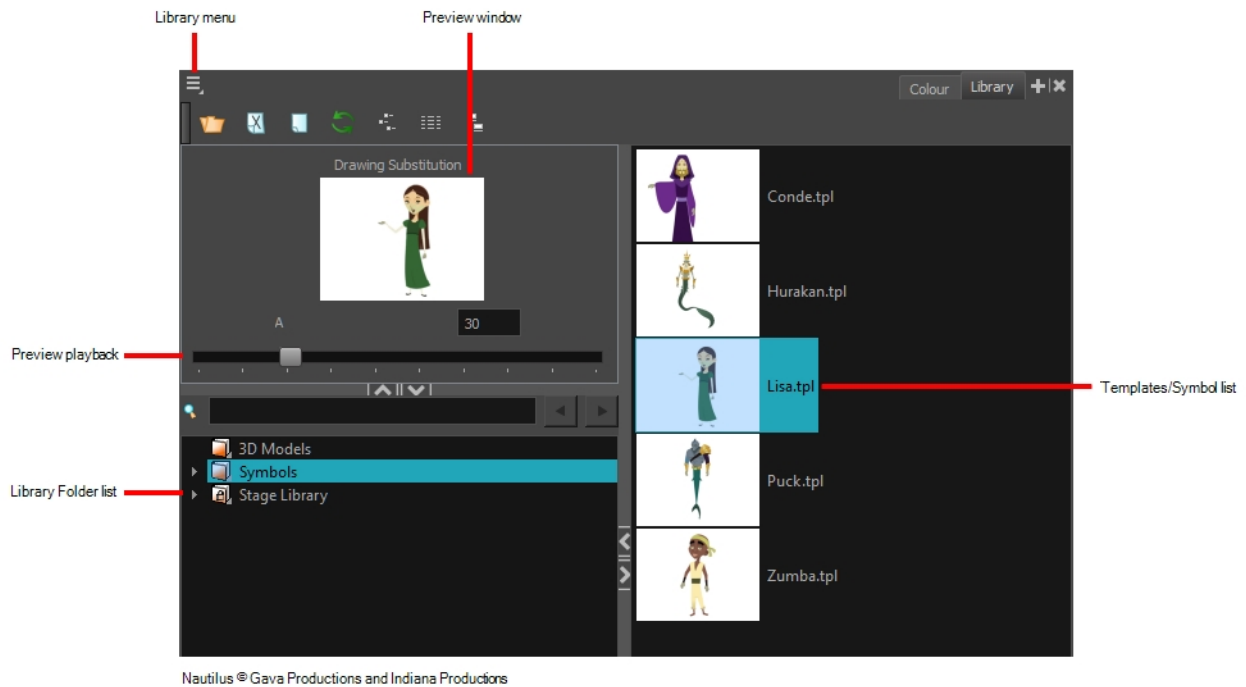 Library menu
Preview window
Colour
Library
Drawing Substitution
A
30
Preview playback
3D Models
Symbols
Library Folder list
Stage Library
Conde.tpl
Hurakan.tpl
Lisa.tpl
Templates/Symbol list
Puck.tpl
Zumba.tpl
Nautilus © Gava Productions and Indiana Productions